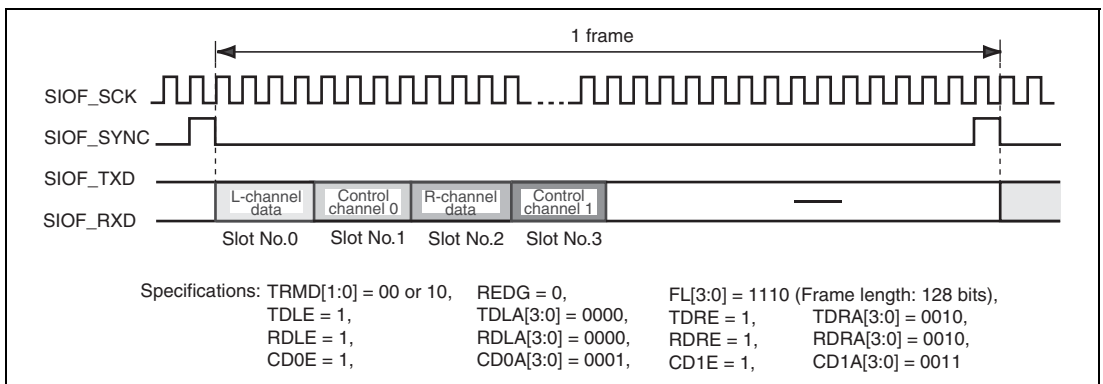 1 frame
SIOF_SCK
SIOF_SYNC
SIOF_TXD
SIOF_RXD
L-channel data
Control channel 0
R-channel data
Control channel 1
Slot No.0 Slot No.1 Slot No.2 Slot No.3
Specifications: TRMD[1:0] = 00 or 10, REDG = 0, FL[3:0] = 1110 (Frame length: 128 bits),
TDLE = 1, TDLA[3:0] = 0000, TDRE = 1, TDRA[3:0] = 0010,
RDLE = 1, RDLA[3:0] = 0000, RDRE = 1, RDRA[3:0] = 0010,
CD0E = 1, CD0A[3:0] = 0001, CD1E = 1, CD1A[3:0] = 0011